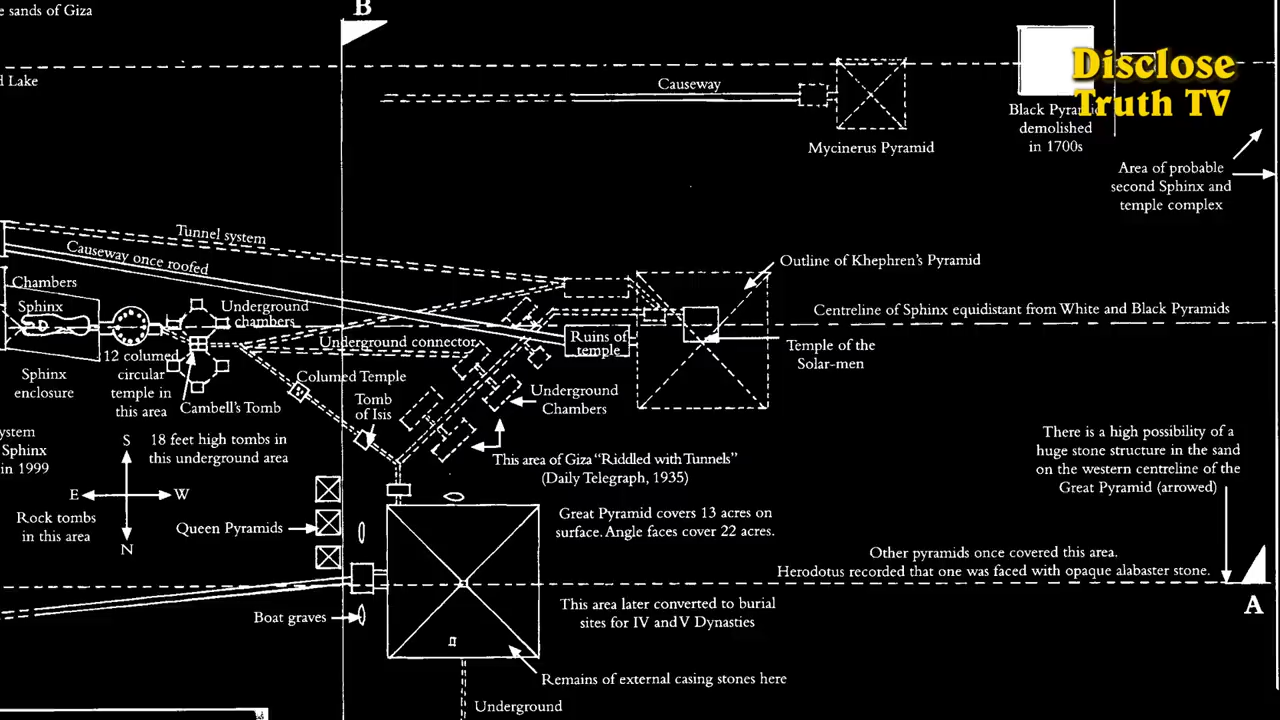 e sands of Giza
B
d Lake
Disclose
Truth TV
Causeway
Mycinerus Pyramid
Black Pyramid
demolished
in 1700s
Area of probable
second Sphinx and
temple complex
Tunnel system
Causeway once roofed
Chambers
Sphinx
Underground
chambers
Outline of Khephren's Pyramid
Centreline of Sphinx equidistant from White and Black Pyramids
Underground connector
Ruins of
temple
Temple of the
Solar-men
Sphinx
enclosure
12 columed
circular
temple in
this area
Cambell's Tomb
Columed Temple
Tomb
of Isis
Underground
Chambers
ystem
Sphinx
in 1999
18 feet high tombs in
this underground area
S
E
W
N
Rock tombs
in this area
This area of Giza "Riddled with Tunnels"
(Daily Telegraph, 1935)
There is a high possibility of a
huge stone structure in the sand
on the western centreline of the
Great Pyramid (arrowed)
Queen Pyramids
Great Pyramid covers 13 acres on
surface. Angle faces cover 22 acres.
Other pyramids once covered this area.
Herodotus recorded that one was faced with opaque alabaster stone.
A
Boat graves
This area later converted to burial
sites for IV and V Dynasties
Remains of external casing stones here
Underground